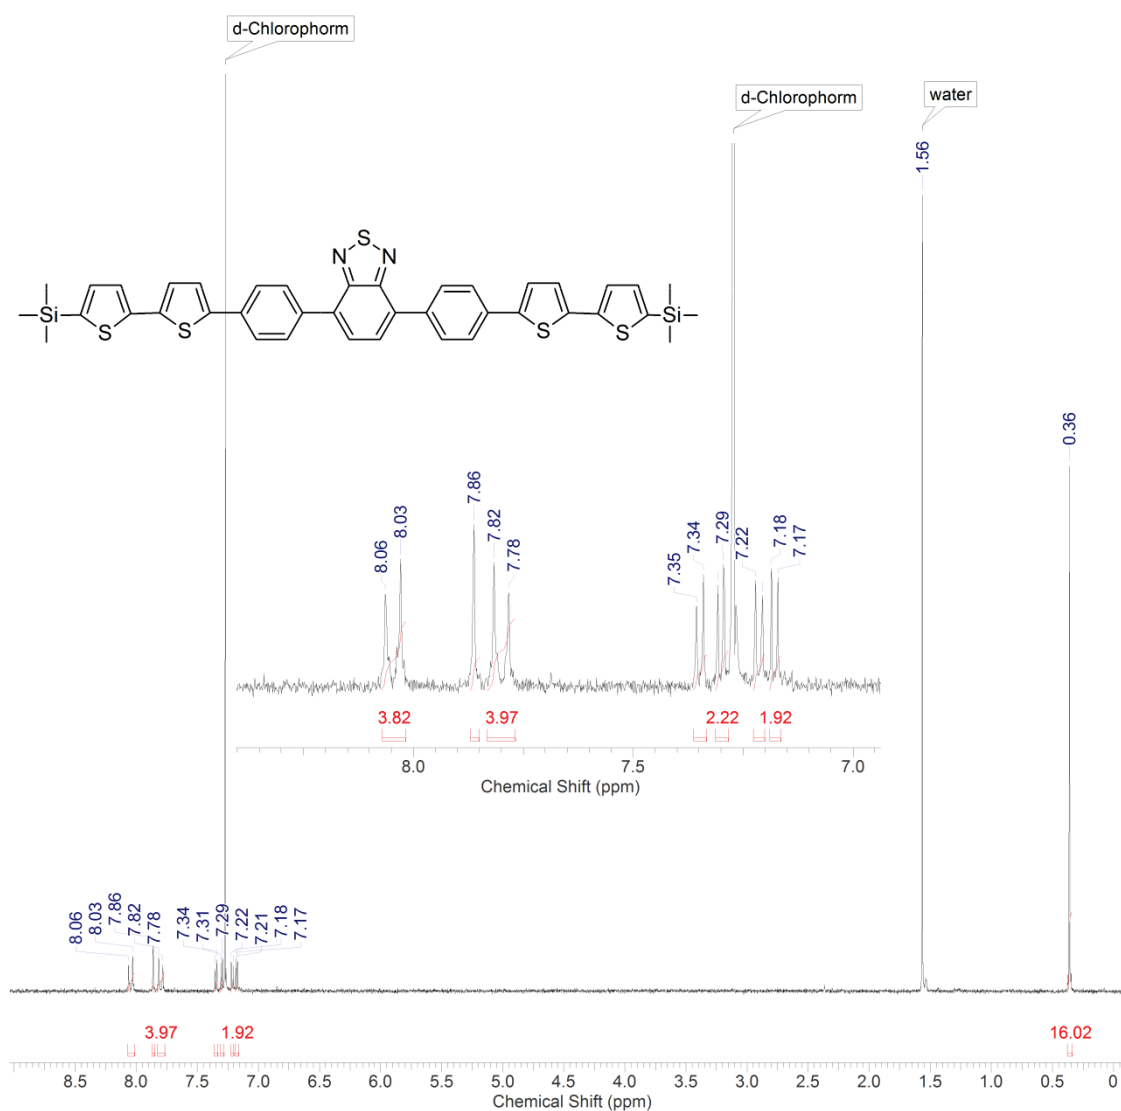 d-Chlorophorm
d-Chlorophorm
water
1.56
S
N N
Si S S S S Si
0.36
8.06
8.03
7.86
7.82
7.78
7.35
7.34
7.29
7.22
7.18
7.17
3.82 3.97 2.22 1.92
8.0 7.5 7.0
Chemical Shift (ppm)
8.06
8.03
7.86
7.82
7.78
7.34
7.31
7.29
7.22
7.21
7.18
7.17
3.97 1.92 16.02
8.5 8.0 7.5 7.0 6.5 6.0 5.5 5.0 4.5 4.0 3.5 3.0 2.5 2.0 1.5 1.0 0.5 0
Chemical Shift (ppm)